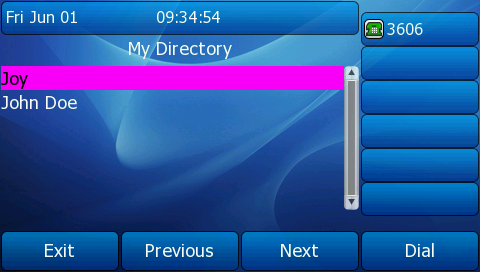 Fri Jun 01 09:34:54
3606
My Directory
Joy
John Doe
Exit Previous Next Dial